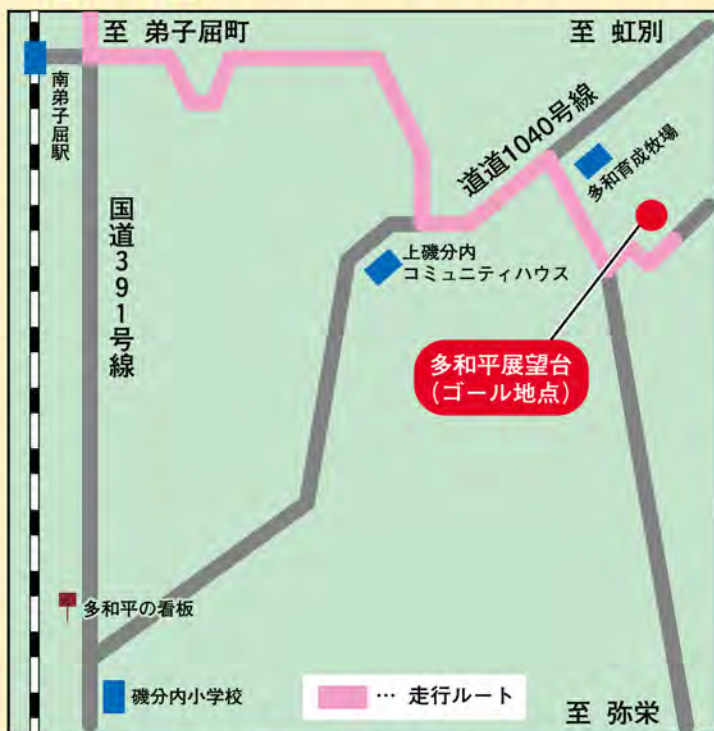 至 弟子屈町
至 虹別
南弟子屈駅
道道1040号線
多和育成牧場
国道391号線
上磯分内
コミュニティハウス
多和平展望台
(ゴール地点)
多和平の看板
磯分内小学校
… 走行ルート
至 弥栄